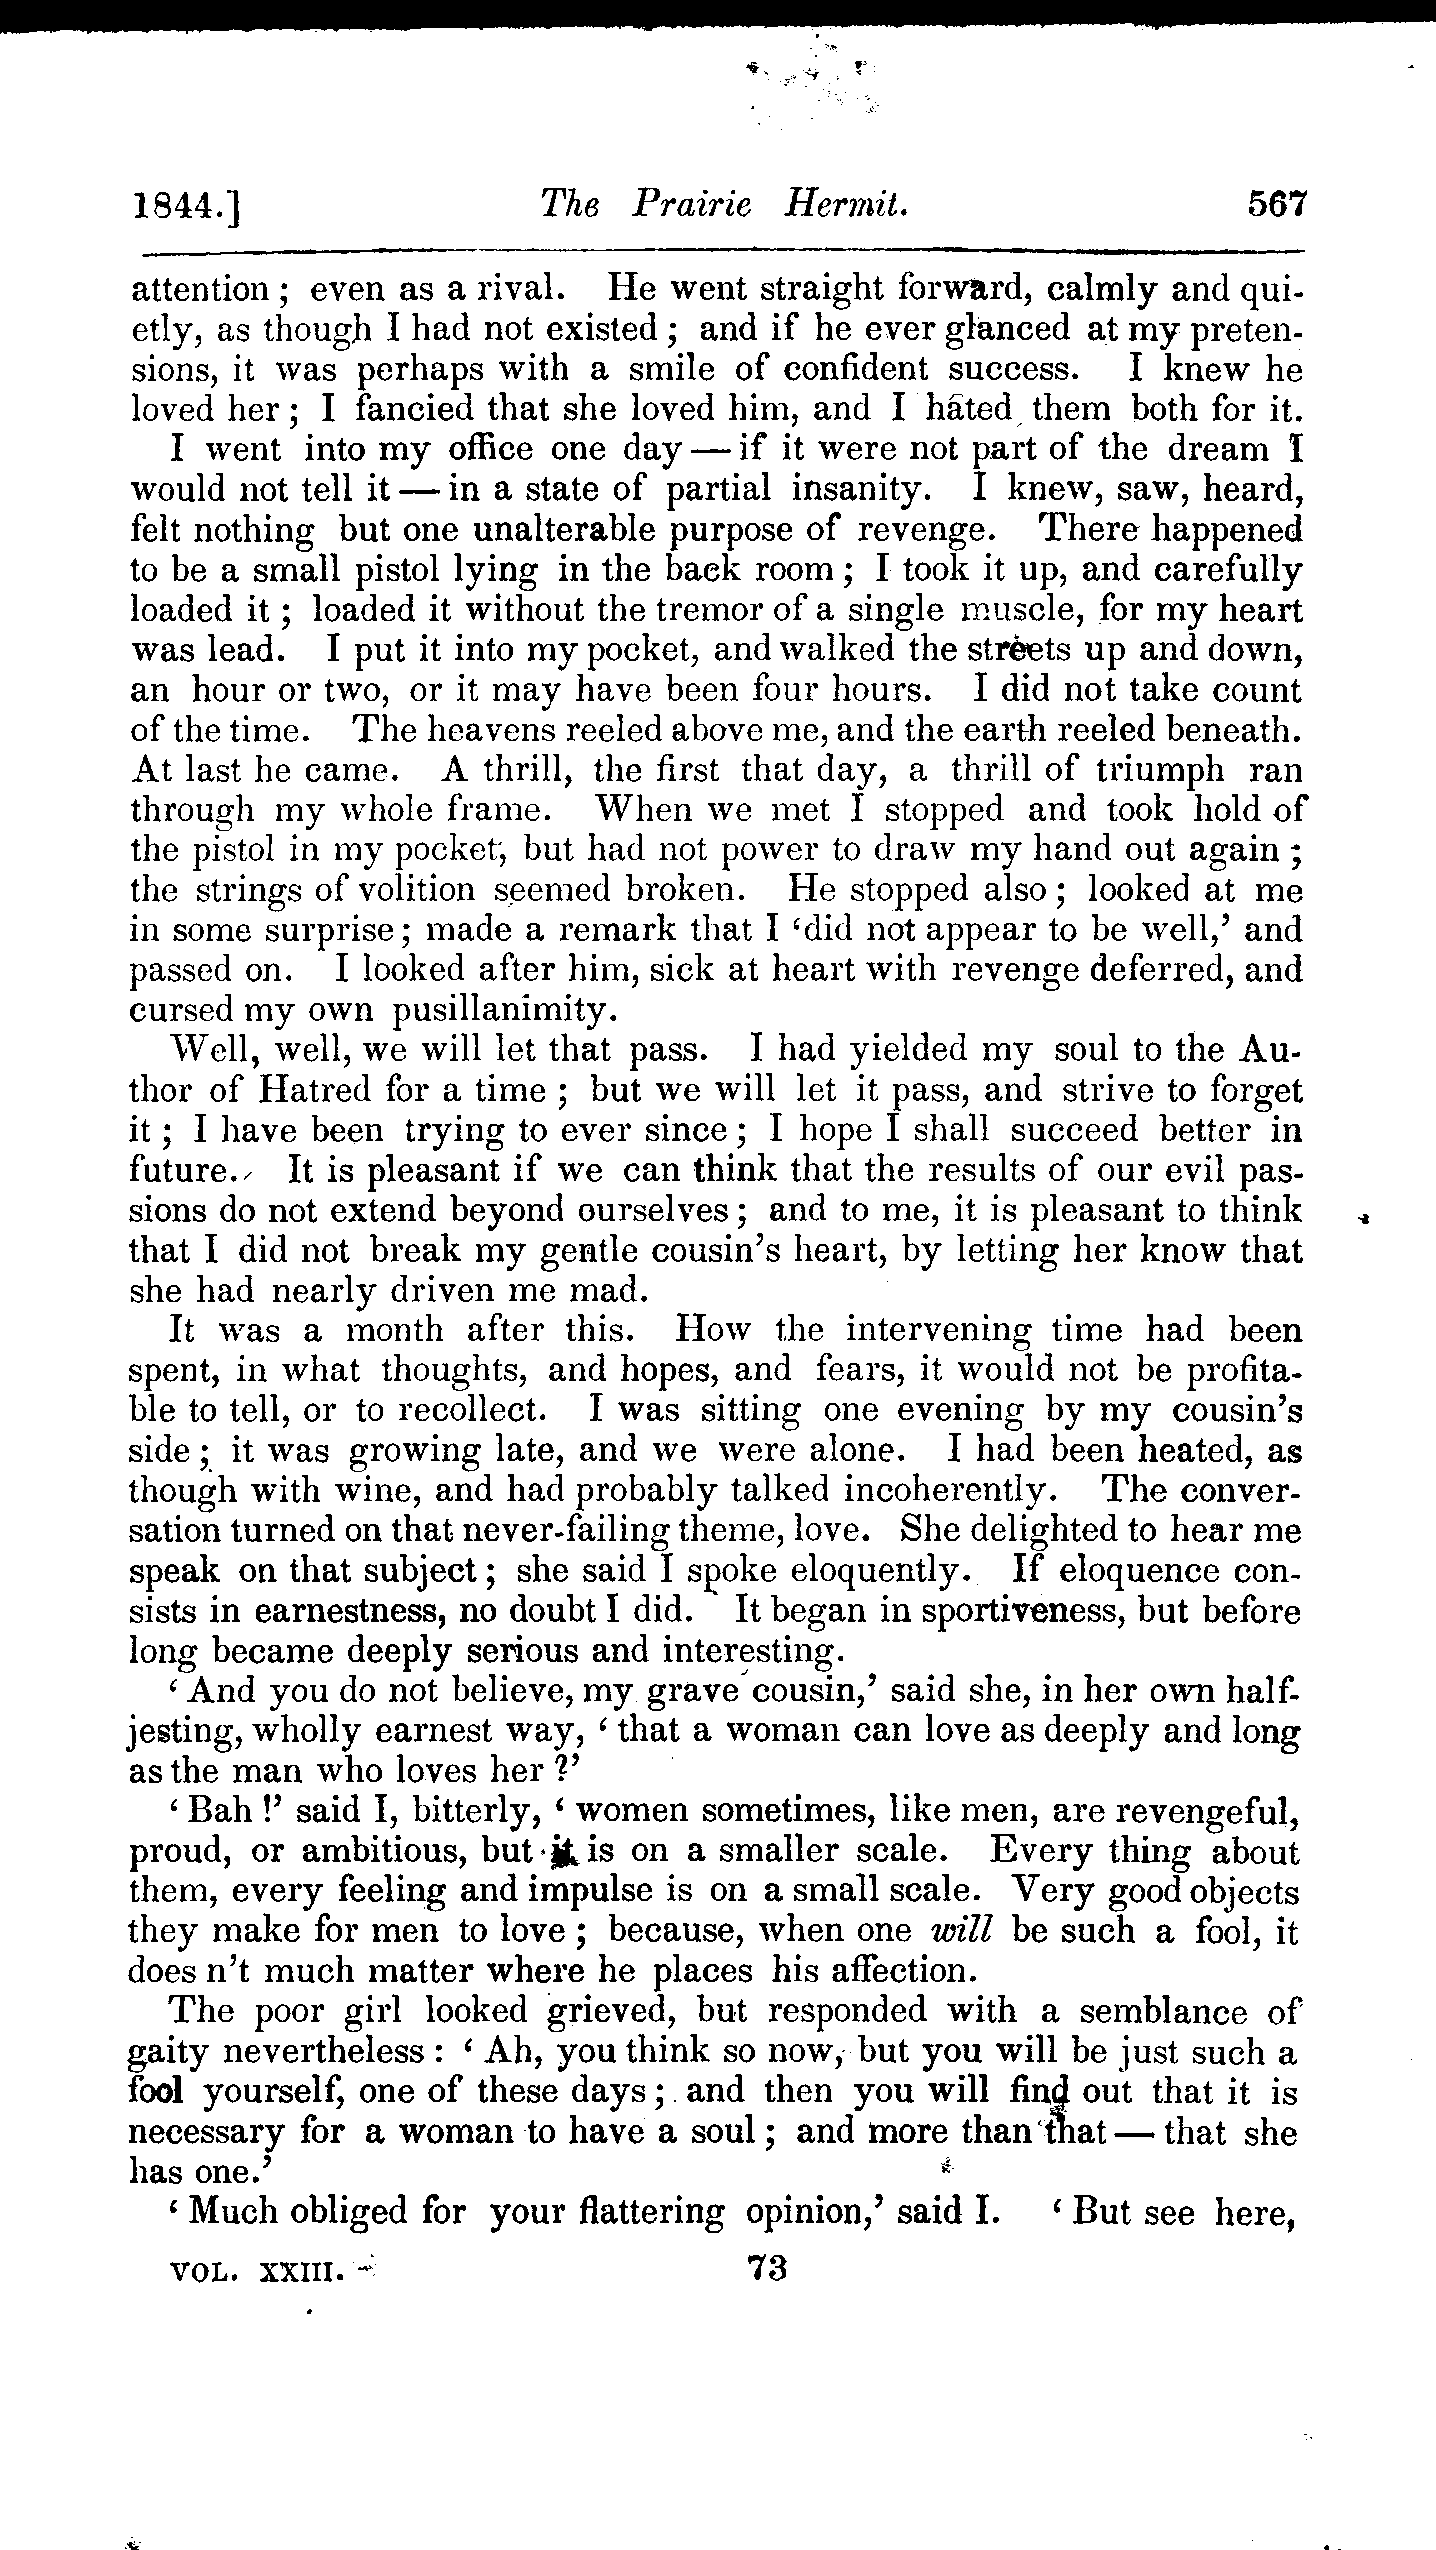 1844.] The Prairie Hermit. 567
attention ; even as a rival. He went straight forward, calmly and qui-
etly, as though I had not existed ; and if he ever glanced at my preten-
sions, it was perhaps with a smile of confident success. I knew he
loved her ; I fancied that she loved him, and I hated them both for it.
I went into my office one day — if it were not part of the dream I
would not tell it — in a state of partial insanity. I knew, saw, heard,
felt nothing but one unalterable purpose of revenge. There happened
to be a small pistol lying in the back room ; I took it up, and carefully
loaded it ; loaded it without the tremor of a single muscle, for my heart
was lead. I put it into my pocket, and walked the streets up and down,
an hour or two, or it may have been four hours. I did not take count
of the time. The heavens reeled above me, and the earth reeled beneath.
At last he came. A thrill, the first that day, a thrill of triumph ran
through my whole frame. When we met I stopped and took hold of
the pistol in my pocket, but had not power to draw my hand out again ;
the strings of volition seemed broken. He stopped also ; looked at me
in some surprise ; made a remark that I 'did not appear to be well,' and
passed on. I looked after him, sick at heart with revenge deferred, and
cursed my own pusillanimity.
Well, well, we will let that pass. I had yielded my soul to the Au-
thor of Hatred for a time ; but we will let it pass, and strive to forget
it ; I have been trying to ever since ; I hope I shall succeed better in
future. It is pleasant if we can think that the results of our evil pas-
sions do not extend beyond ourselves ; and to me, it is pleasant to think
that I did not break my gentle cousin's heart, by letting her know that
she had nearly driven me mad.
It was a month after this. How the intervening time had been
spent, in what thoughts, and hopes, and fears, it would not be profita-
ble to tell, or to recollect. I was sitting one evening by my cousin's
side ; it was growing late, and we were alone. I had been heated, as
though with wine, and had probably talked incoherently. The conver-
sation turned on that never-failing theme, love. She delighted to hear me
speak on that subject ; she said I spoke eloquently. If eloquence con-
sists in earnestness, no doubt I did. It began in sportiveness, but before
long became deeply serious and interesting.
' And you do not believe, my grave cousin,' said she, in her own half-
jesting, wholly earnest way, ' that a woman can love as deeply and long
as the man who loves her ?'
' Bah !' said I, bitterly, ' women sometimes, like men, are revengeful,
proud, or ambitious, but it is on a smaller scale. Every thing about
them, every feeling and impulse is on a small scale. Very good objects
they make for men to love ; because, when one will be such a fool, it
does n't much matter where he places his affection.
The poor girl looked grieved, but responded with a semblance of
gaity nevertheless : ' Ah, you think so now, but you will be just such a
fool yourself, one of these days ; and then you will find out that it is
necessary for a woman to have a soul ; and more than that — that she
has one.'
' Much obliged for your flattering opinion,' said I. ' But see here,
VOL. XXIII. 73